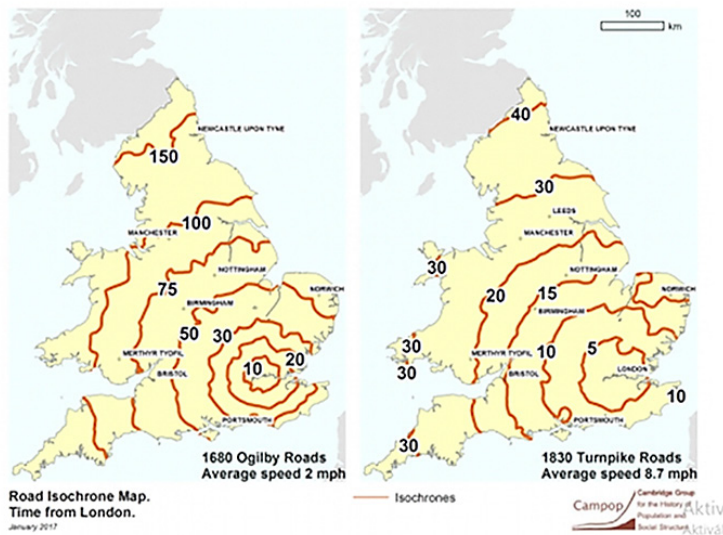 150
NEWCASTLE UPON TYNE
100
MANCHESTER
NOTTINGHAM
75
BIRMINGHAM
NORWICH
50
30
MERTHYR TYDFIL
20
10
BRISTOL
PORTSMOUTH
1680 Ogilby Roads
Average speed 2 mph
100
km
40
NEWCASTLE UPON TYNE
30
LEEDS
MANCHESTER
30
NOTTINGHAM
20
15
NORWICH
BIRMINGHAM
30
MERTHYR TYDFIL
10
5
30
BRISTOL
LONDON
10
PORTSMOUTH
30
1830 Turnpike Roads
Average speed 8.7 mph
Road Isochrone Map.
Time from London.
January 2017
Isochrones
Campop
Cambridge Group
for the History of
Population and
Social Structure
Aktiv
Aktivál